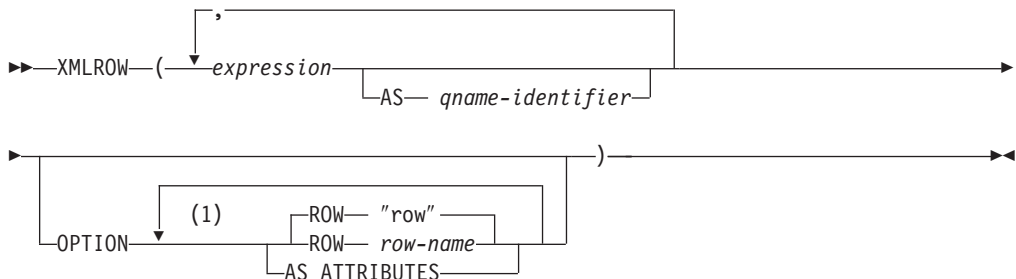 ,
XMLROW ( expression
AS qname-identifier
)
(1) ROW "row"
OPTION ROW row-name
AS ATTRIBUTES